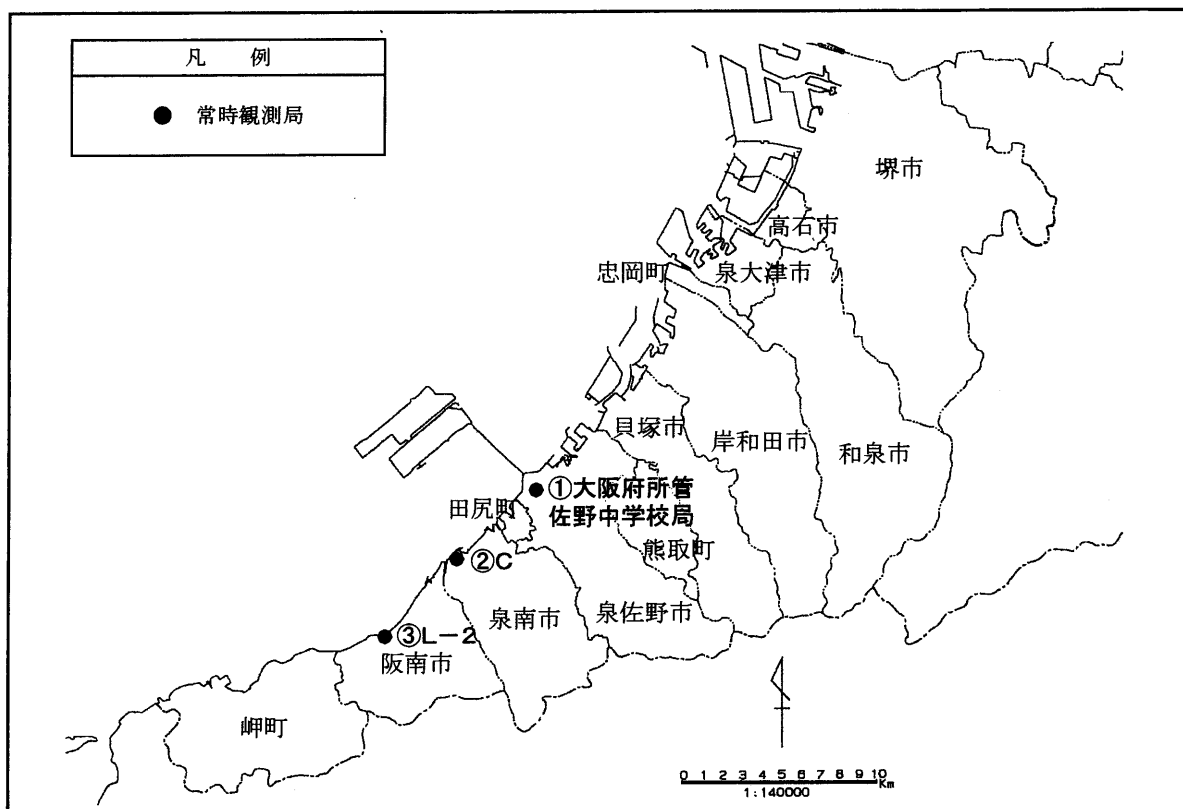 凡 例
常時観測局
堺市
高石市
忠岡町
泉大津市
貝塚市
岸和田市
和泉市
①大阪府所管
佐野中学校局
田尻町
熊取町
②C
泉南市
泉佐野市
③L-2
阪南市
岬町
0 1 2 3 4 5 6 7 8 9 10
Km
1:140000